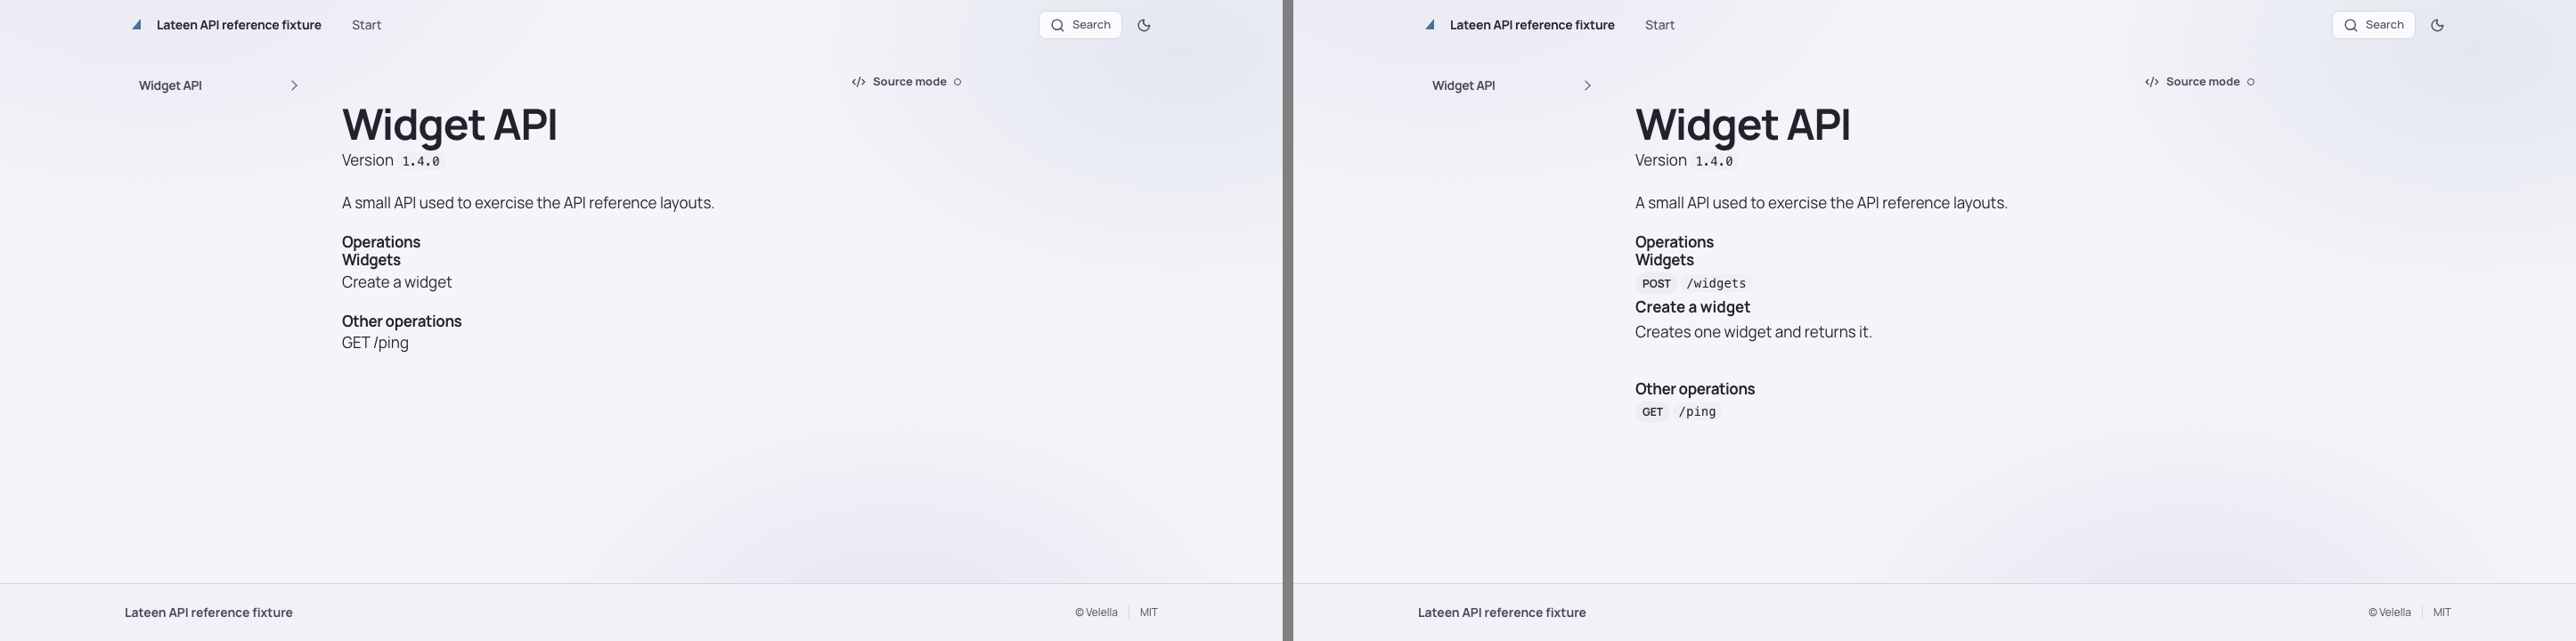 Lateen API reference fixture Start Search
Widget API
Source mode
Widget API
Version 1.4.0
A small API used to exercise the API reference layouts.
Operations
Widgets
Create a widget
Other operations
GET /ping
Lateen API reference fixture © Velella MIT
Lateen API reference fixture Start Search
Widget API
Source mode
Widget API
Version 1.4.0
A small API used to exercise the API reference layouts.
Operations
Widgets
POST /widgets
Create a widget
Creates one widget and returns it.
Other operations
GET /ping
Lateen API reference fixture © Velella MIT